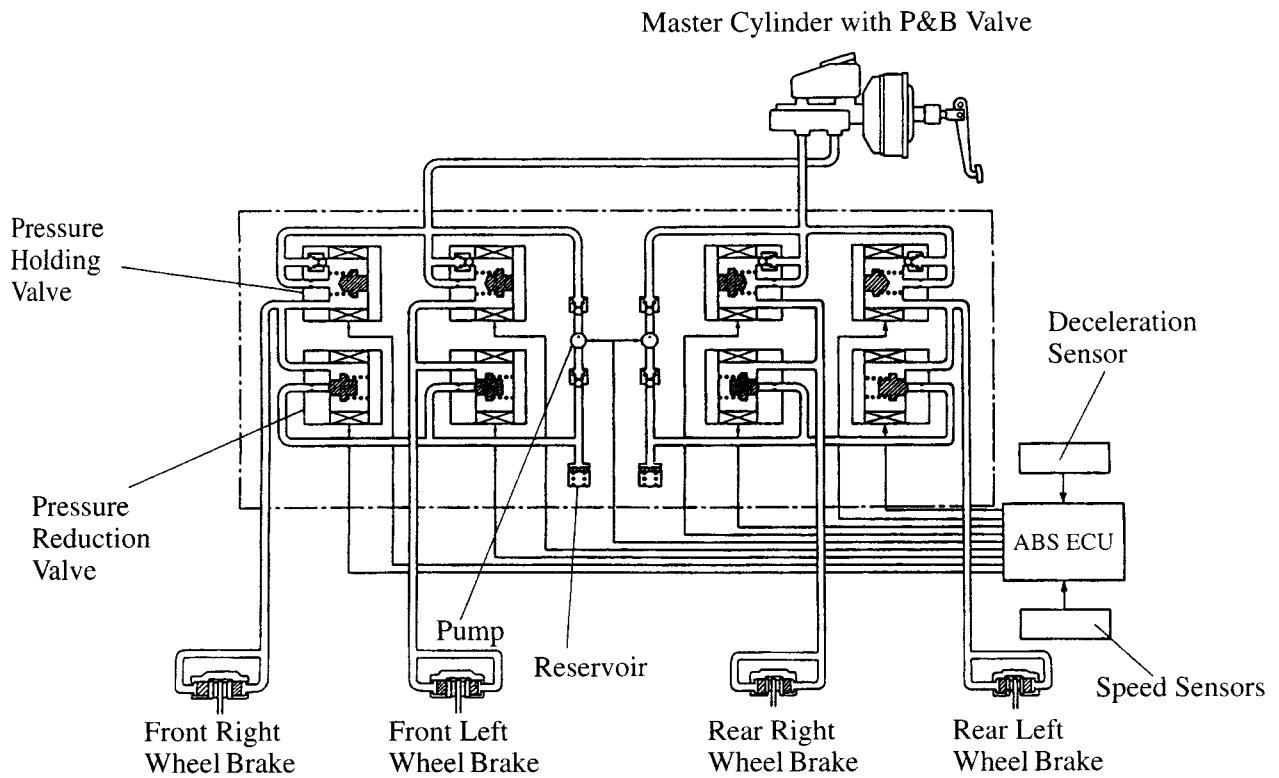 Master Cylinder with P&B Valve
Pressure
Holding
Valve
Deceleration
Sensor
Pressure
Reduction
Valve
ABS ECU
Pump
Reservoir
Speed Sensors
Front Right
Wheel Brake
Front Left
Wheel Brake
Rear Right
Wheel Brake
Rear Left
Wheel Brake